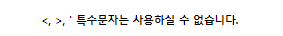 <, >, ' 특수문자는 사용하실 수 없습니다.